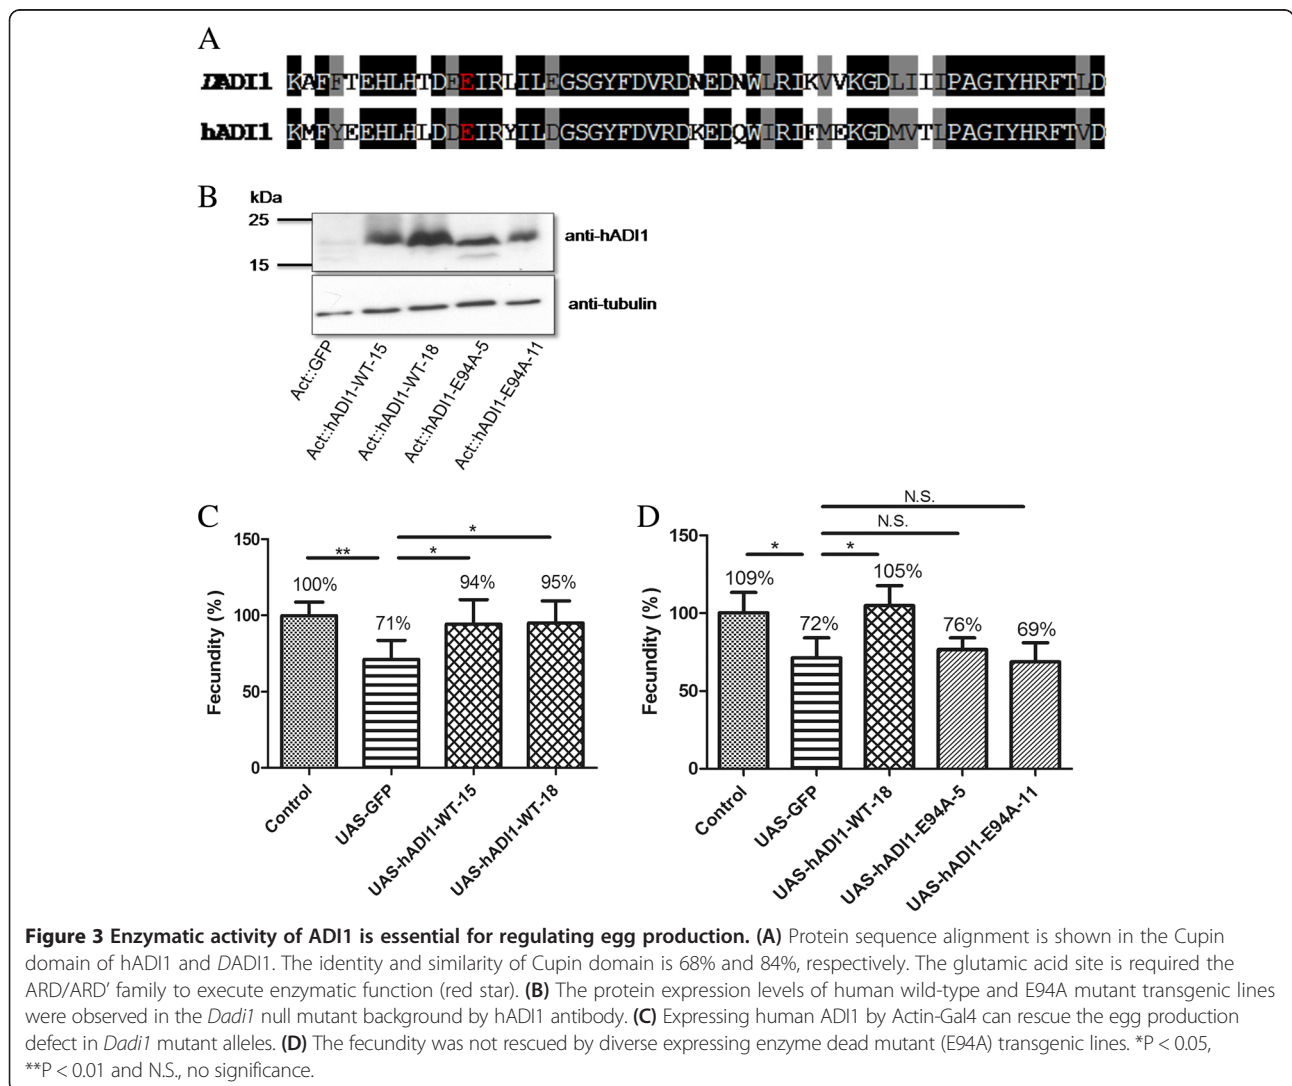 A
DADI1 KAFFTEHLHTDEEIRLILEGSGYFDVRDNEDNWLRIKVVKGDLIIIPAGIYHRFTLD
hADI1 KMFYEEHLHLDDEIRYILDGSGYFDVRDKEDQWIRIFMEKGDMVTLPAGIYHRFTVD
B
kDa
25
15
anti-hADI1
anti-tubulin
Act::GFP
Act::hADI1-WT-15
Act::hADI1-WT-18
Act::hADI1-E94A-5
Act::hADI1-E94A-11
C
Fecundity (%)
150
100
50
0
**
*
*
100%
71%
94%
95%
Control
UAS-GFP
UAS-hADI1-WT-15
UAS-hADI1-WT-18
D
Fecundity (%)
150
100
50
0
N.S.
N.S.
*
*
109%
72%
105%
76%
69%
Control
UAS-GFP
UAS-hADI1-WT-18
UAS-hADI1-E94A-5
UAS-hADI1-E94A-11
Figure 3 Enzymatic activity of ADI1 is essential for regulating egg production. (A) Protein sequence alignment is shown in the Cupin
domain of hADI1 and DADI1. The identity and similarity of Cupin domain is 68% and 84%, respectively. The glutamic acid site is required the
ARD/ARD' family to execute enzymatic function (red star). (B) The protein expression levels of human wild-type and E94A mutant transgenic lines
were observed in the Dadi1 null mutant background by hADI1 antibody. (C) Expressing human ADI1 by Actin-Gal4 can rescue the egg production
defect in Dadi1 mutant alleles. (D) The fecundity was not rescued by diverse expressing enzyme dead mutant (E94A) transgenic lines. *P < 0.05,
**P < 0.01 and N.S., no significance.